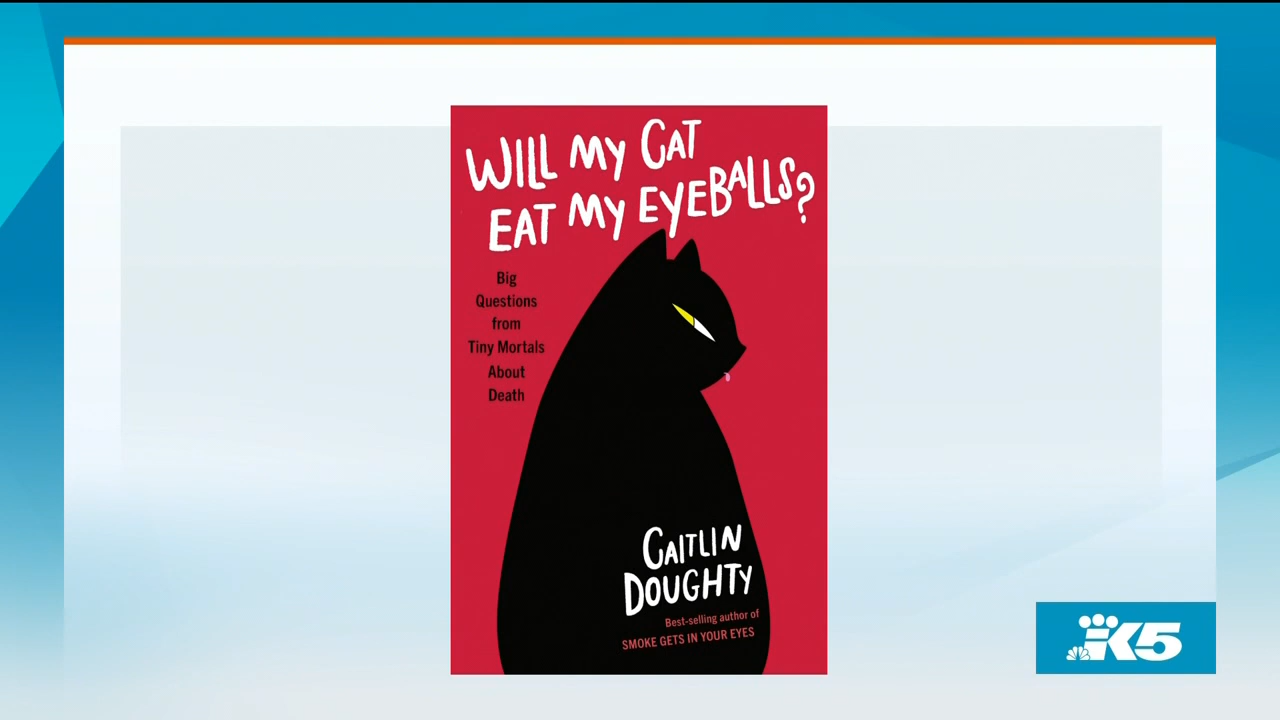 WILL MY CAT
EAT MY EYEBALLS?
Big
Questions
from
Tiny Mortals
About
Death
CAITLIN
DOUGHTY
Best-selling author of
SMOKE GETS IN YOUR EYES
K5